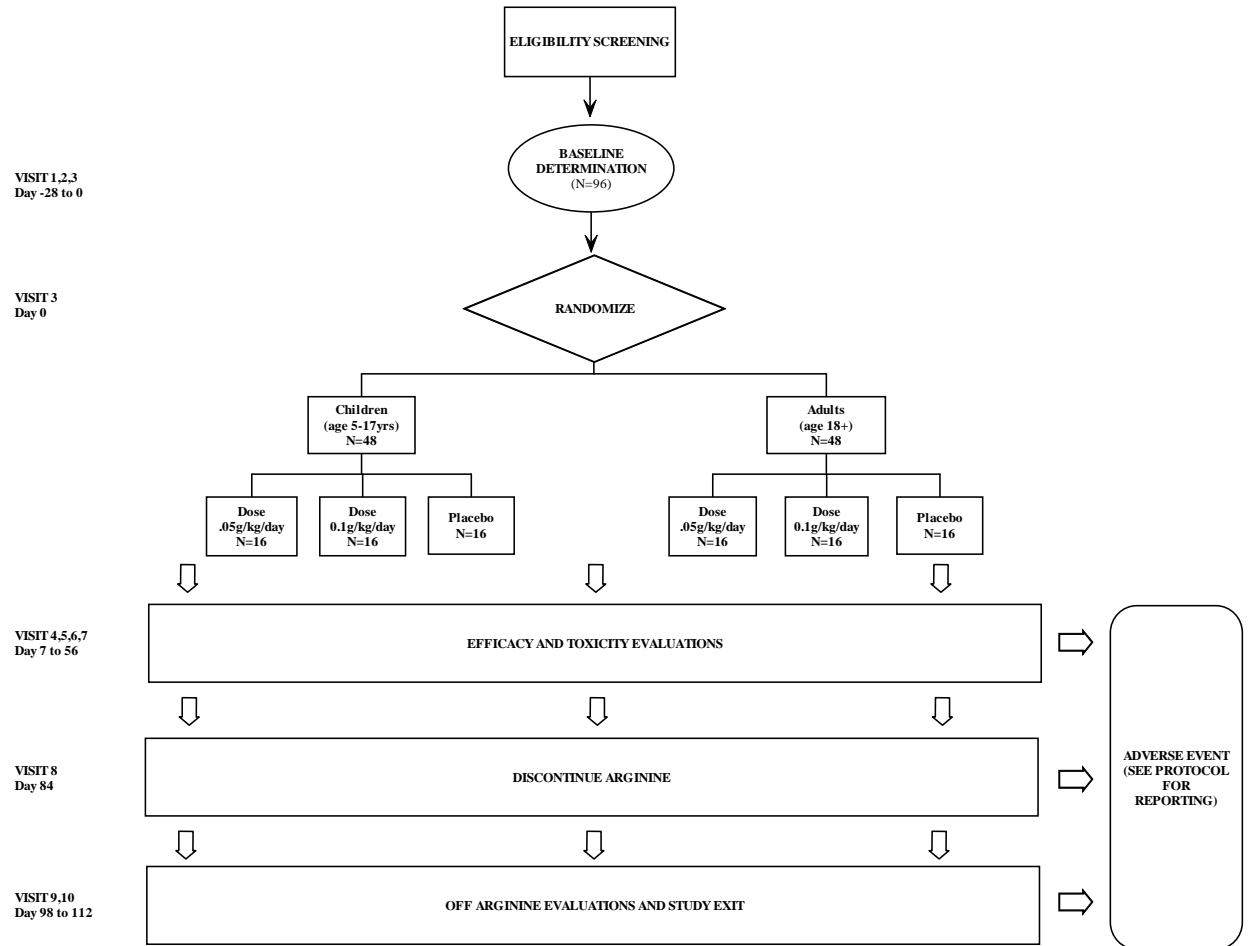 ELIGIBILITY SCREENING
BASELINE
DETERMINATION
(N=96)
VISIT 1,2,3
Day -28 to 0
VISIT 3
Day 0
RANDOMIZE
Children
(age 5-17yrs)
N=48
Adults
(age 18+)
N=48
Dose
.05g/kg/day
N=16
Dose
0.1g/kg/day
N=16
Placebo
N=16
Dose
.05g/kg/day
N=16
Dose
0.1g/kg/day
N=16
Placebo
N=16
VISIT 4,5,6,7
Day 7 to 56
EFFICACY AND TOXICITY EVALUATIONS
VISIT 8
Day 84
DISCONTINUE ARGININE
ADVERSE EVENT
(SEE PROTOCOL
FOR
REPORTING)
VISIT 9,10
Day 98 to 112
OFF ARGININE EVALUATIONS AND STUDY EXIT